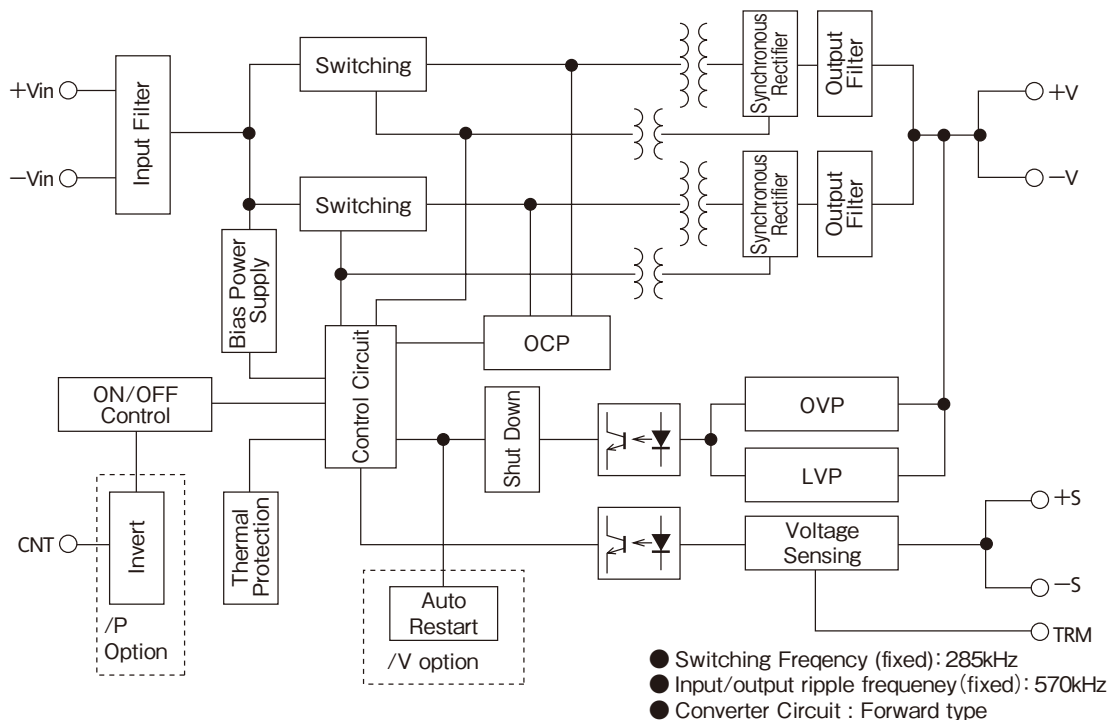 +Vin
−Vin
Input Filter
Switching
Synchronous
Rectifier
Output
Filter
+V
−V
Switching
Synchronous
Rectifier
Output
Filter
Bias Power
Supply
OCP
ON/OFF
Control
Control Circuit
Shut Down
OVP
LVP
CNT
Invert
/P
Option
Thermal
Protection
Auto
Restart
/V option
Voltage
Sensing
+S
−S
TRM
● Switching Freqency (fixed): 285kHz
● Input/output ripple frequeney(fixed): 570kHz
● Converter Circuit : Forward type